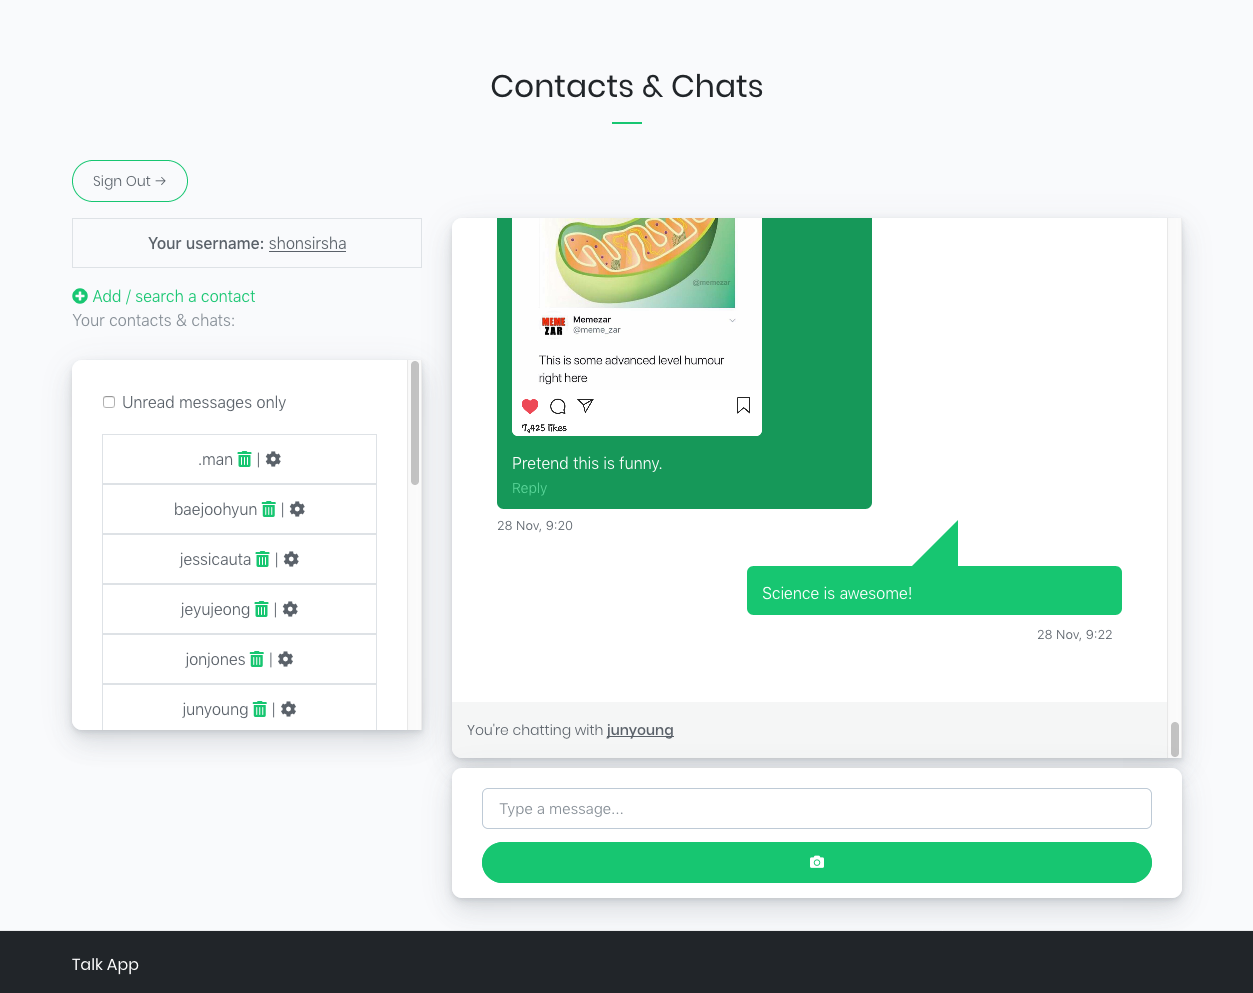 Contacts & Chats
Sign Out →
Your username: shonsirsha
Add / search a contact
Your contacts & chats:
Unread messages only
.man |
baejoohyun |
jessicauta |
jeyujeong |
jonjones |
junyoung |
@memezar
MEME
ZAR
Memezar
@meme_zar
This is some advanced level humour
right here
7,425 likes
Pretend this is funny.
Reply
28 Nov, 9:20
Science is awesome!
28 Nov, 9:22
You're chatting with junyoung
Type a message...
Talk App